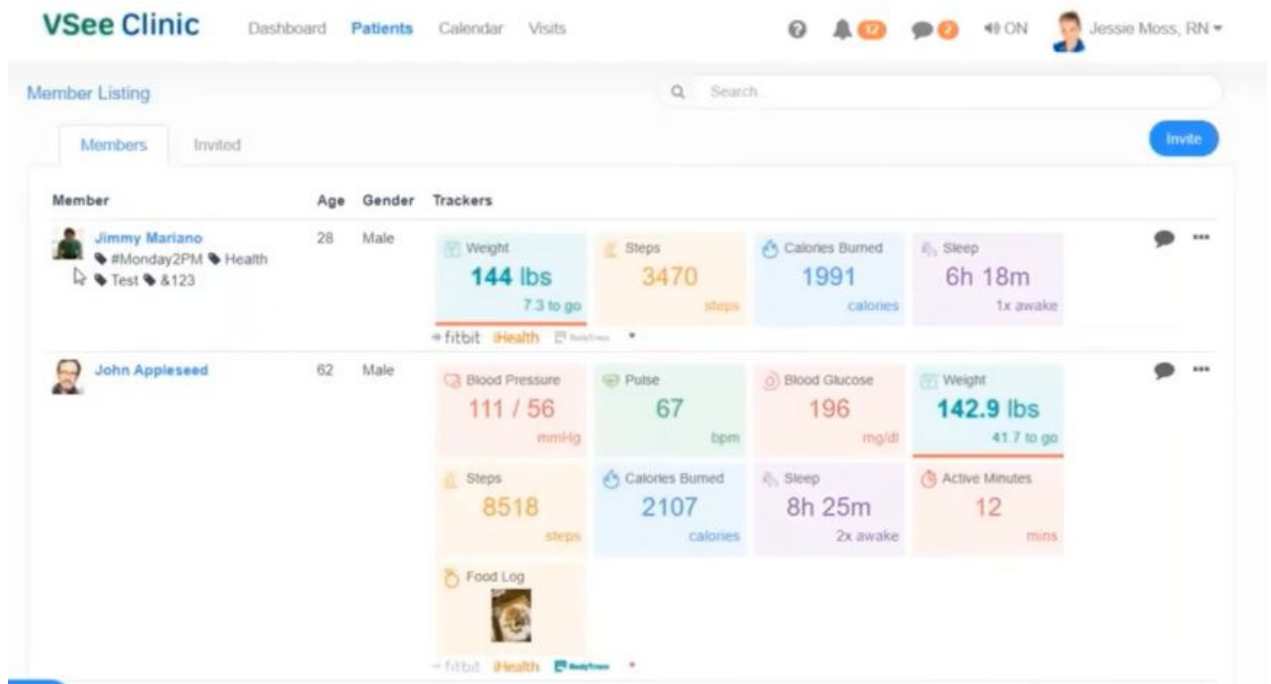 VSee Clinic Dashboard Patients Calendar Visits 12 2 ON Jessie Moss, RN
Member Listing Search...
Members Invited Invite
Member Age Gender Trackers
Jimmy Mariano 28 Male
#Monday2PM Health
Test &123
Weight Steps Calories Burned Sleep
144 lbs 3470 1991 6h 18m
7.3 to go steps calories 1x awake
fitbit iHealth
John Appleseed 62 Male
Blood Pressure Pulse Blood Glucose Weight
111 / 56 67 196 142.9 lbs
mmHg bpm mg/dl 41.7 to go
Steps Calories Burned Sleep Active Minutes
8518 2107 8h 25m 12
steps calories 2x awake mins
Food Log
fitbit iHealth